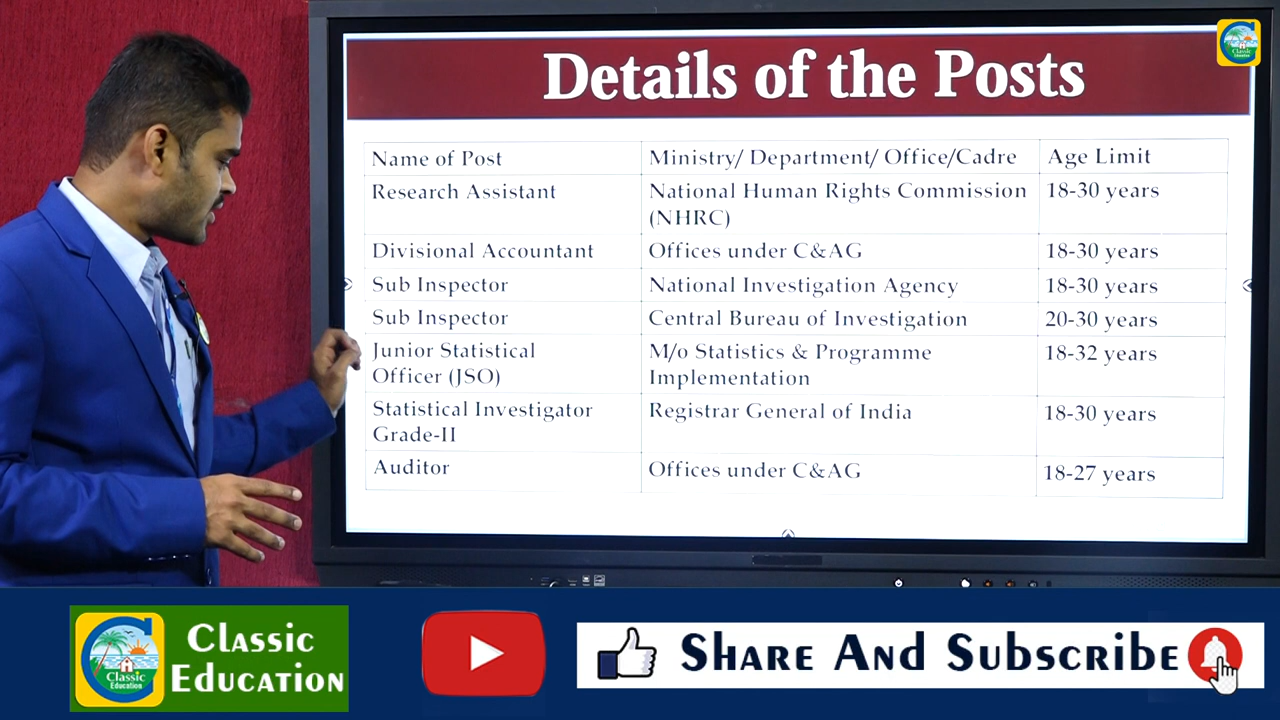 Details of the Posts
Classic
Education
Name of Post Ministry/ Department/ Office/Cadre Age Limit
Research Assistant National Human Rights Commission 18-30 years
(NHRC)
Divisional Accountant Offices under C&AG 18-30 years
Sub Inspector National Investigation Agency 18-30 years
Sub Inspector Central Bureau of Investigation 20-30 years
Junior Statistical M/o Statistics & Programme 18-32 years
Officer (JSO) Implementation
Statistical Investigator Registrar General of India 18-30 years
Grade-II
Auditor Offices under C&AG 18-27 years
Classic
Education
Classic
Education
Share And Subscribe